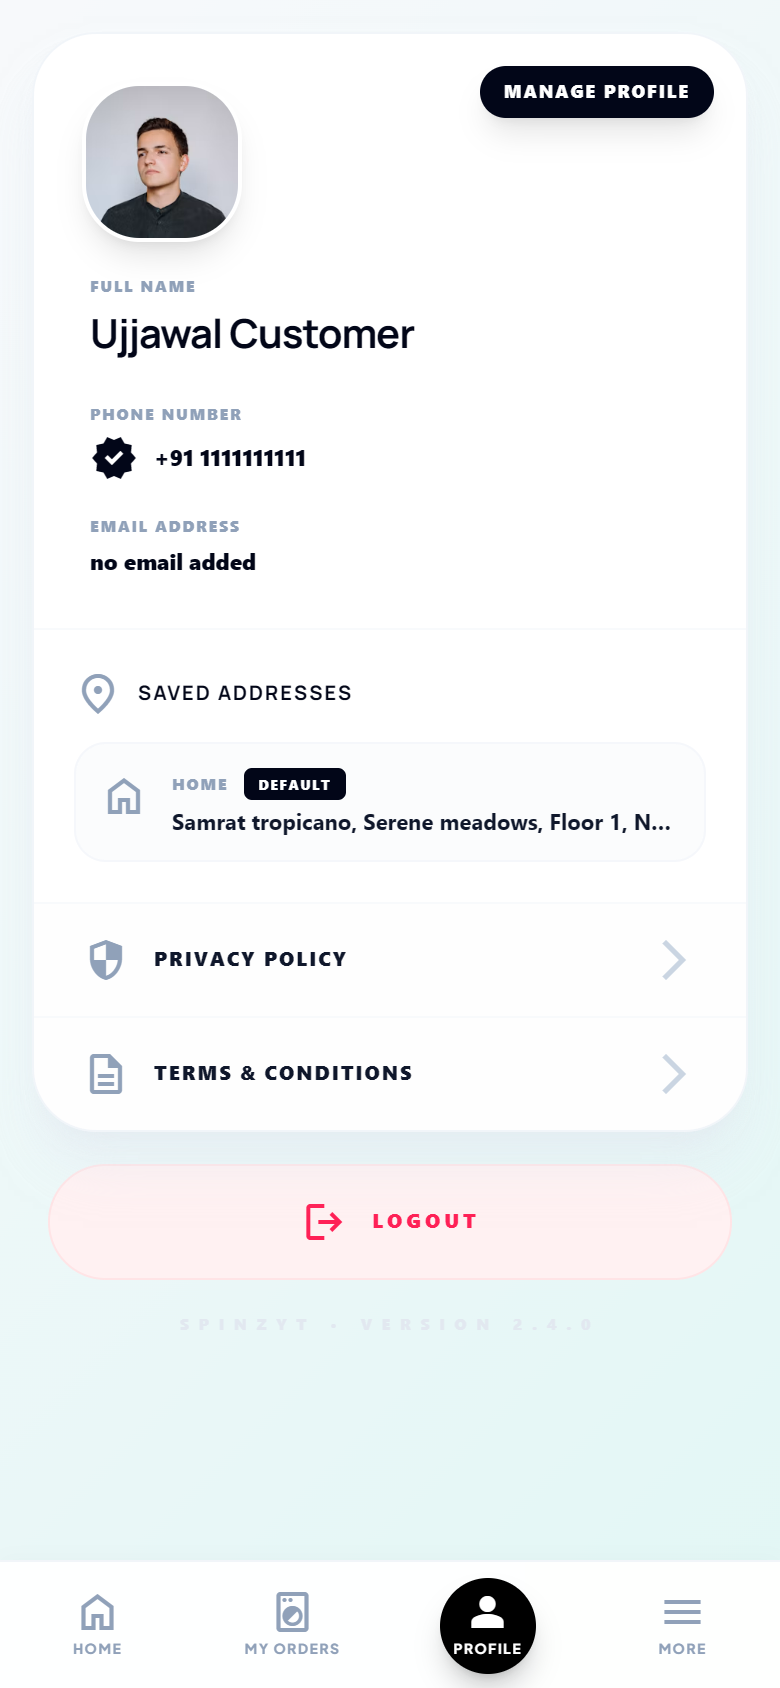 MANAGE PROFILE
FULL NAME
Ujjawal Customer
PHONE NUMBER
+91 1111111111
EMAIL ADDRESS
no email added
SAVED ADDRESSES
HOME DEFAULT
Samrat tropicano, Serene meadows, Floor 1, N...
PRIVACY POLICY
TERMS & CONDITIONS
LOGOUT
SPINZYT • VERSION 2.4.0
HOME MY ORDERS PROFILE MORE